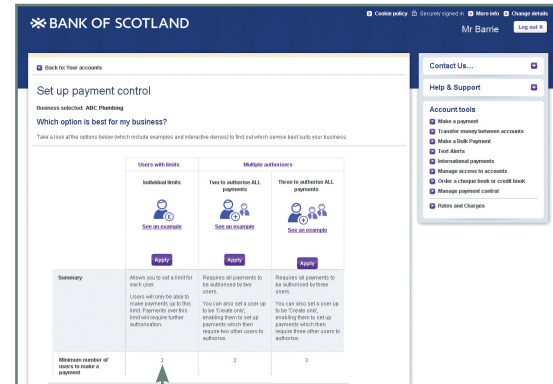 Cookie policy Securely signed in More info Change details
BANK OF SCOTLAND
Mr Barrie Log out X
Back to: Your accounts
Set up payment control
Business selected: ABC Plumbing
Which option is best for my business?
Take a look at the options below (which include examples and interactive demos) to find out which service best suits your business.
Users with limits Multiple authorisers
Individual limits
Two to authorise ALL
payments
Three to authorise ALL
payments
See an example See an example See an example
Apply Apply Apply
Summary
Allows you to set a limit for
each user.
Users will only be able to
make payments up to this
limit. Payments over this
limit will require further
authorisation.
Requires all payments to
be authorised by two
users.
You can also set a user up
to be 'Create only',
enabling them to set up
payments which then
require two other users to
authorise.
Requires all payments to
be authorised by three
users.
You can also set a user up
to be 'Create only',
enabling them to set up
payments which then
require three other users to
authorise.
Minimum number of
users to make a
payment
2 2 3
Contact Us...
Help & Support
Account tools
Make a payment
Transfer money between accounts
Make a Bulk Payment
Text Alerts
International payments
Manage access to accounts
Order a cheque book or credit book
Manage payment control
Rates and Charges